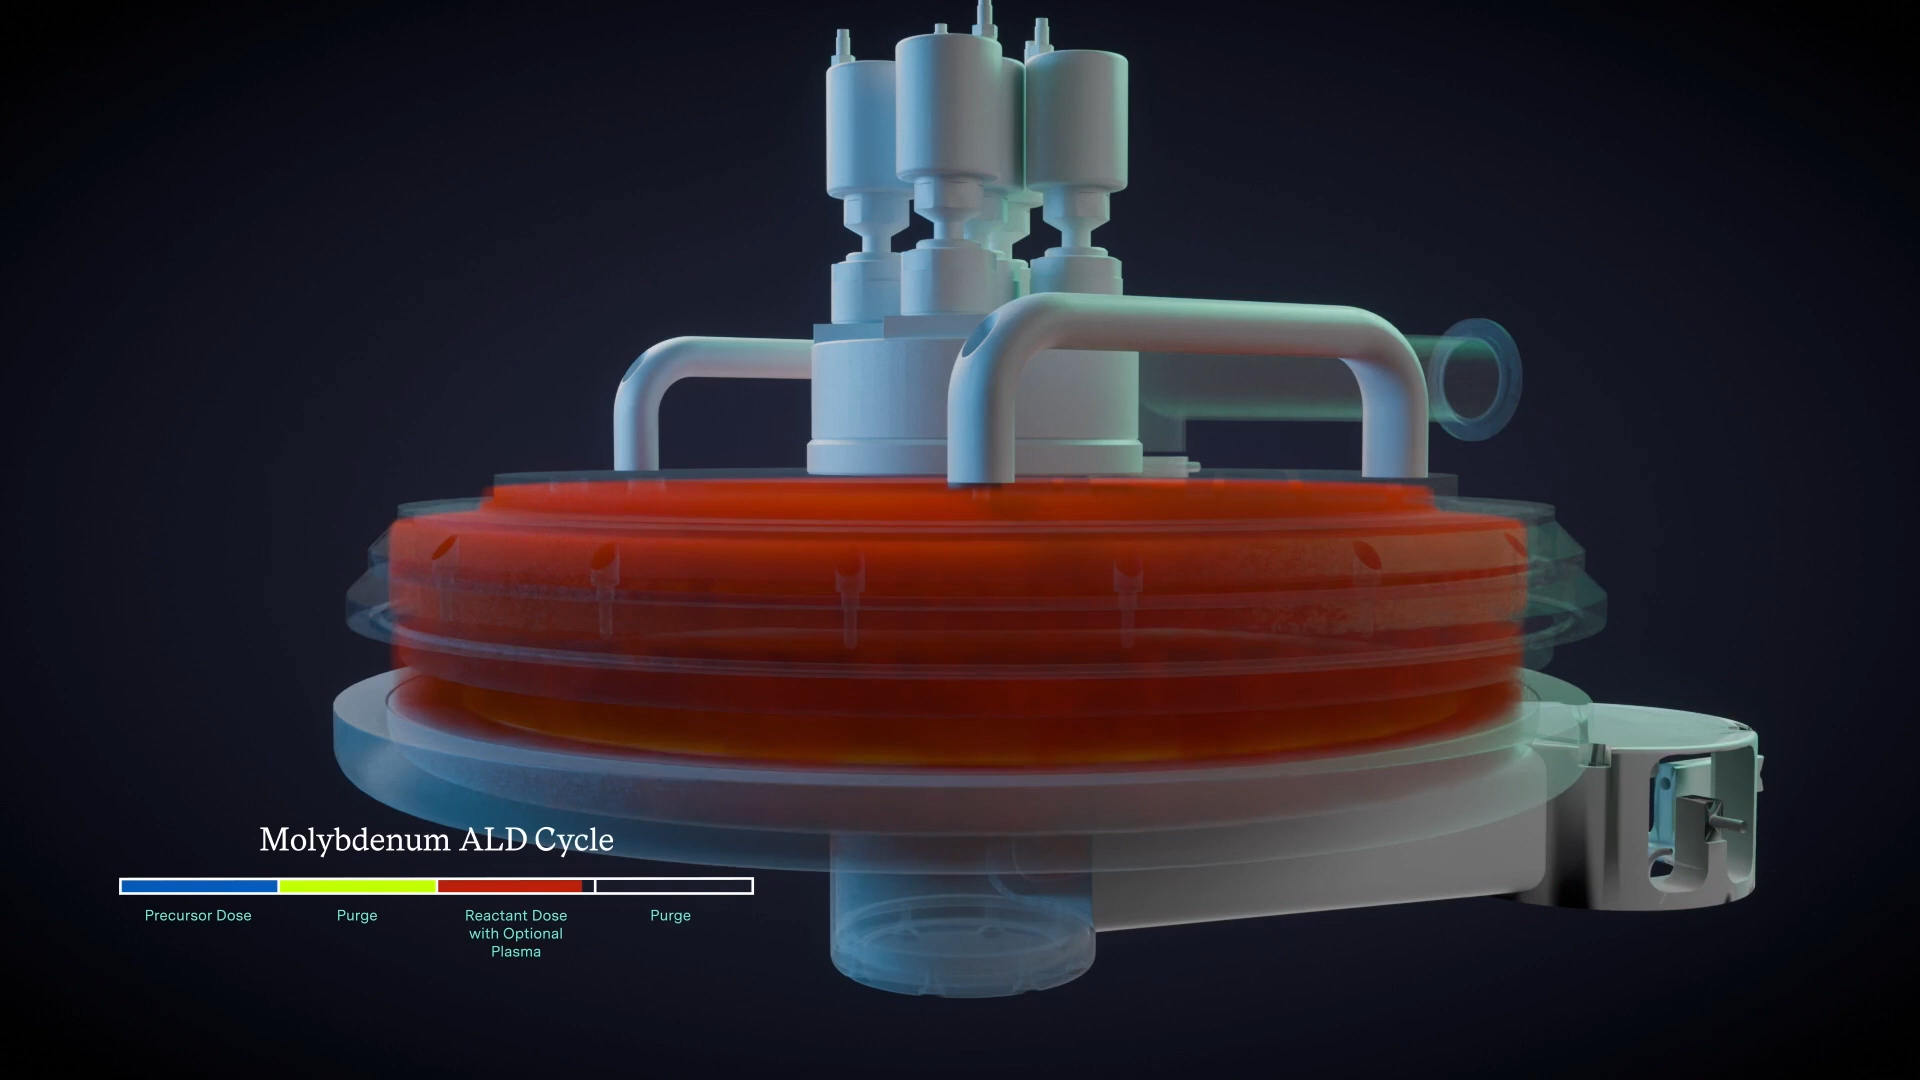 Molybdenum ALD Cycle
Precursor Dose
Purge
Reactant Dose
with Optional
Plasma
Purge